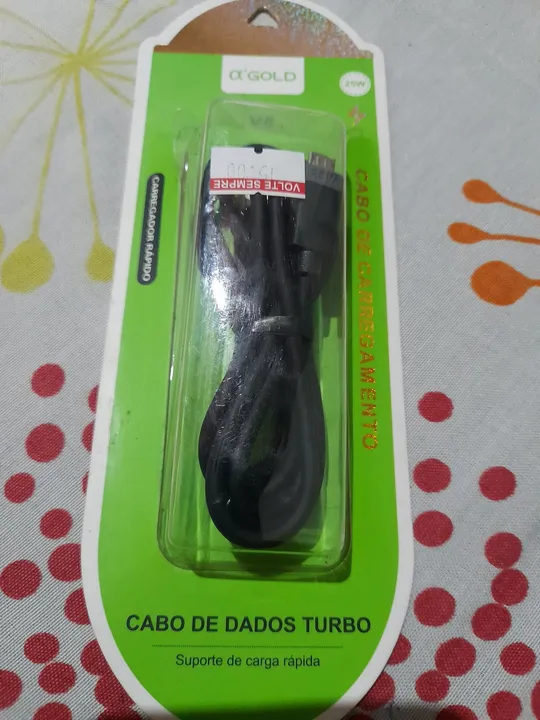 α'GOLD
25W
VOLTE SEMPRE
CARREGADOR RÁPIDO
CABO DE CARREGAMENTO
CABO DE DADOS TURBO
Suporte de carga rápida